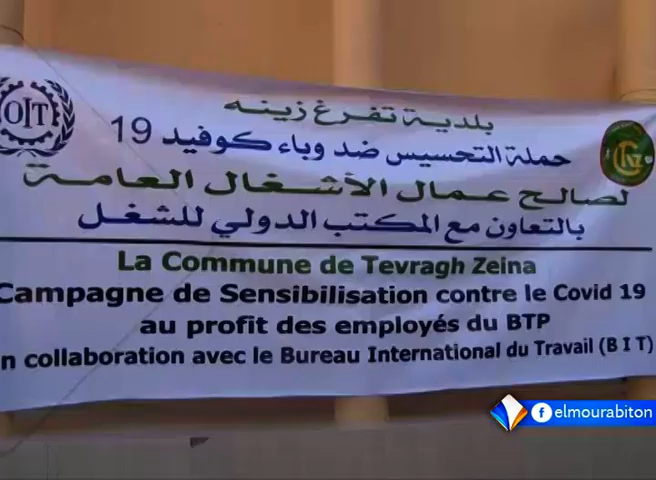 OIT
بلدية تفرغ زينه
حملة التحسيس ضد وباء كوفيد 19
لصالح عمال الأشغال العامة
بالتعاون مع المكتب الدولي للشغل
La Commune de Tevragh Zeina
Campagne de Sensibilisation contre le Covid 19
au profit des employés du BTP
n collaboration avec le Bureau International du Travail (B I T)
elmourabiton